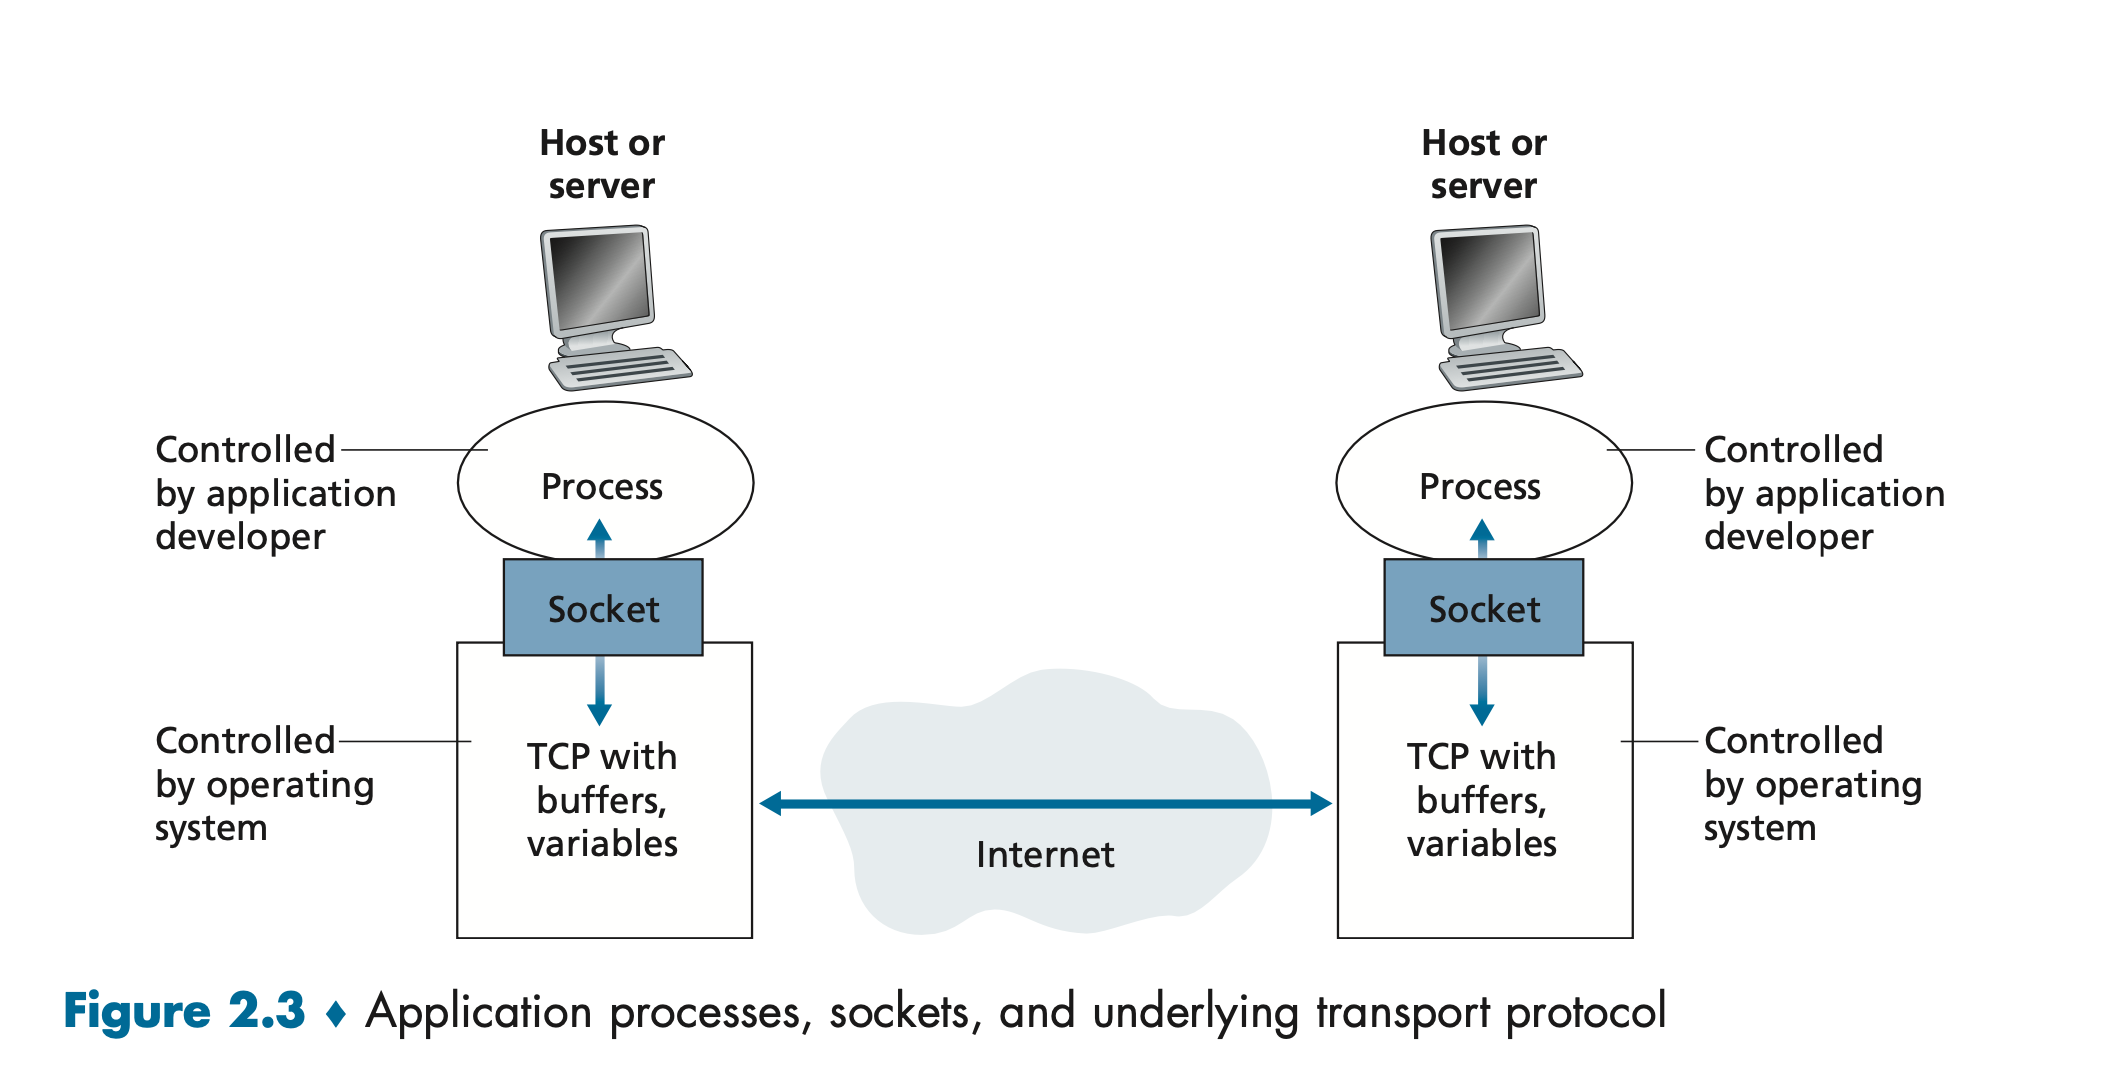 Host or
server
Host or
server
Controlled
by application
developer
Process
Process
Controlled
by application
developer
Socket
Socket
Controlled
by operating
system
TCP with
buffers,
variables
Internet
TCP with
buffers,
variables
Controlled
by operating
system
Figure 2.3 ♦ Application processes, sockets, and underlying transport protocol